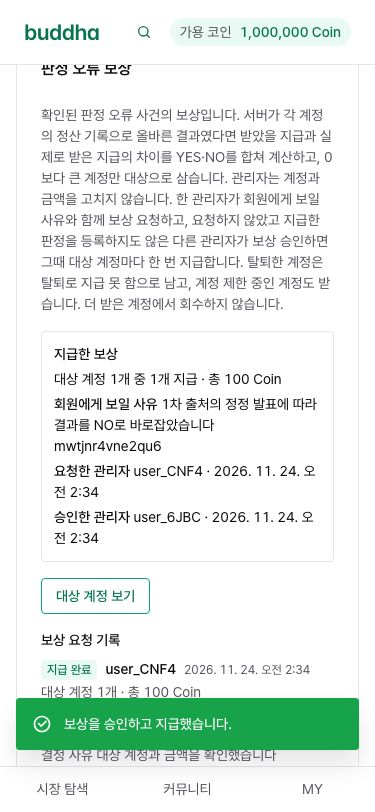 buddha
가용 코인 1,000,000 Coin
판정 오류 보상
확인된 판정 오류 사건의 보상입니다. 서버가 각 계정
의 정산 기록으로 올바른 결과였다면 받았을 지급과 실
제로 받은 지급의 차이를 YES·NO를 합쳐 계산하고, 0
보다 큰 계정만 대상으로 삼습니다. 관리자는 계정과
금액을 고치지 않습니다. 한 관리자가 회원에게 보일
사유와 함께 보상 요청하고, 요청하지 않았고 지급한
판정을 등록하지도 않은 다른 관리자가 보상 승인하면
그때 대상 계정마다 한 번 지급합니다. 탈퇴한 계정은
탈퇴로 지급 못 함으로 남고, 계정 제한 중인 계정도 받
습니다. 더 받은 계정에서 회수하지 않습니다.
지급한 보상
대상 계정 1개 중 1개 지급 · 총 100 Coin
회원에게 보일 사유 1차 출처의 정정 발표에 따라
결과를 NO로 바로잡았습니다
mwtjnr4vne2qu6
요청한 관리자 user_CNF4 · 2026. 11. 24. 오
전 2:34
승인한 관리자 user_6JBC · 2026. 11. 24. 오
전 2:34
대상 계정 보기
보상 요청 기록
지급 완료 user_CNF4 2026. 11. 24. 오전 2:34
대상 계정 1개 · 총 100 Coin
보상을 승인하고 지급했습니다.
결정 사유 대상 계정과 금액을 확인했습니다
시장 탐색 커뮤니티 MY